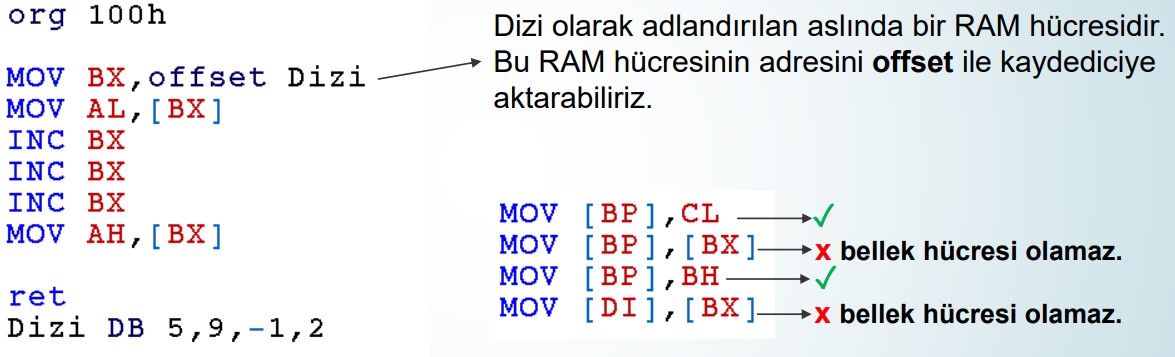 org 100h
MOV BX,offset Dizi
MOV AL,[BX]
INC BX
INC BX
INC BX
MOV AH,[BX]
ret
Dizi DB 5,9,-1,2
Dizi olarak adlandırılan aslında bir RAM hücresidir.
Bu RAM hücresinin adresini offset ile kaydediciye
aktarabiliriz.
MOV [BP],CL ✓
MOV [BP],[BX] x bellek hücresi olamaz.
MOV [BP],BH ✓
MOV [DI],[BX] x bellek hücresi olamaz.